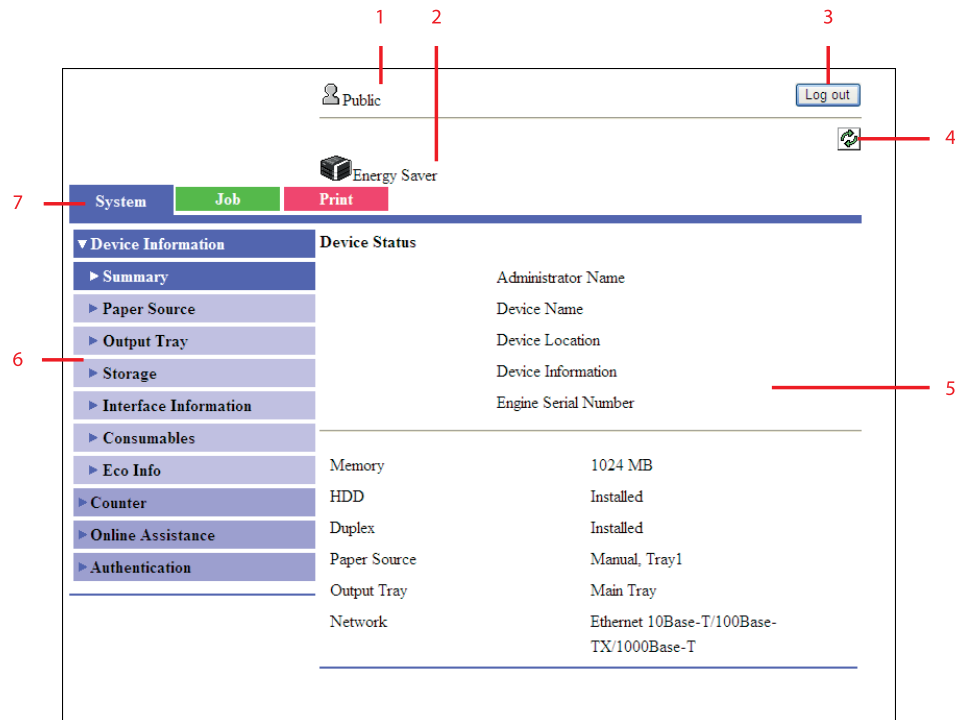 1
2
3
Public
Log out
4
Energy Saver
7
System
Job
Print
▼Device Information
►Summary
►Paper Source
►Output Tray
6
►Storage
►Interface Information
►Consumables
►Eco Info
►Counter
►Online Assistance
►Authentication
Device Status
Administrator Name
Device Name
Device Location
Device Information
5
Engine Serial Number
Memory 1024 MB
HDD Installed
Duplex Installed
Paper Source Manual, Tray1
Output Tray Main Tray
Network Ethernet 10Base-T/100Base-
TX/1000Base-T